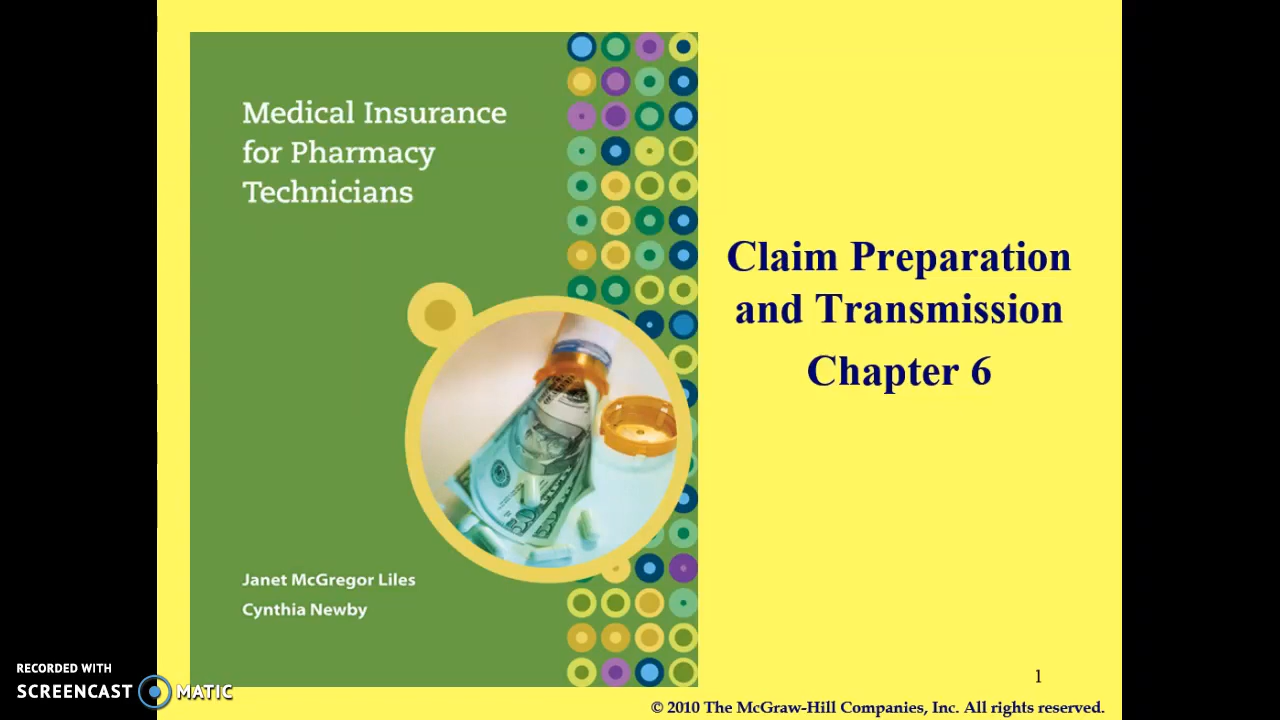 Medical Insurance
for Pharmacy
Technicians
Claim Preparation
and Transmission
Chapter 6
Janet McGregor Liles
Cynthia Newby
1
© 2010 The McGraw-Hill Companies, Inc. All rights reserved.
RECORDED WITH
SCREENCAST MATIC